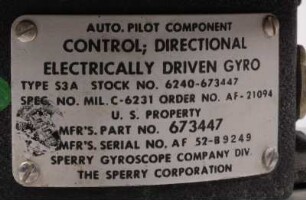 AUTO. PILOT COMPONENT
CONTROL; DIRECTIONAL
ELECTRICALLY DRIVEN GYRO
TYPE S3A STOCK NO. 6240-673447
SPEC. NO. MIL. C-6231 ORDER NO. AF-21094
U. S. PROPERTY
MFR'S. PART NO. 673447
MFR'S. SERIAL NO. AF 52-B9249
SPERRY GYROSCOPE COMPANY DIV.
THE SPERRY CORPORATION